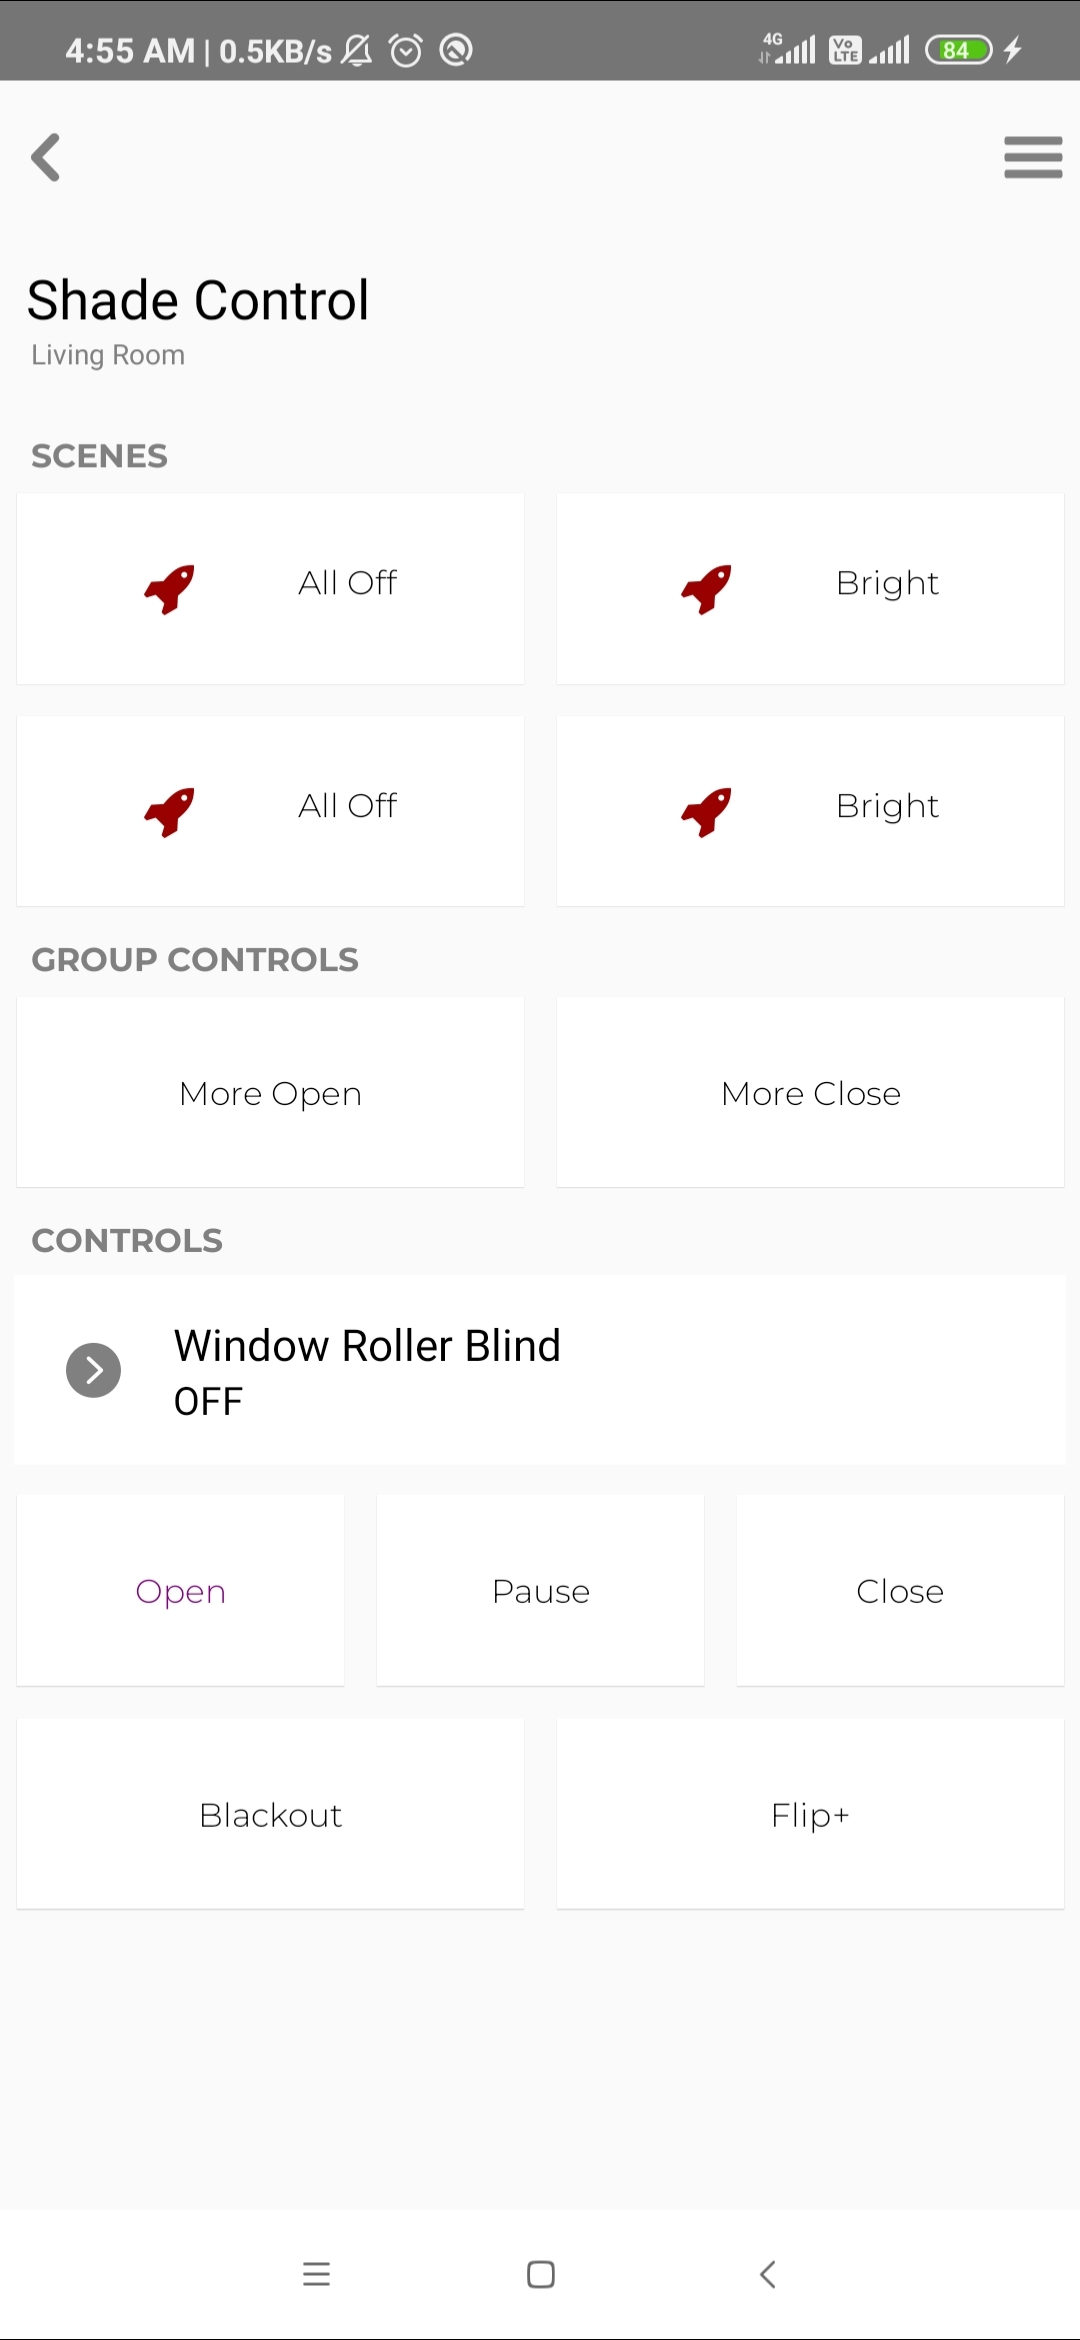 4:55 AM | 0.5KB/s 4G Vo LTE 84
Shade Control
Living Room
SCENES
All Off Bright
All Off Bright
GROUP CONTROLS
More Open More Close
CONTROLS
Window Roller Blind
OFF
Open Pause Close
Blackout Flip+